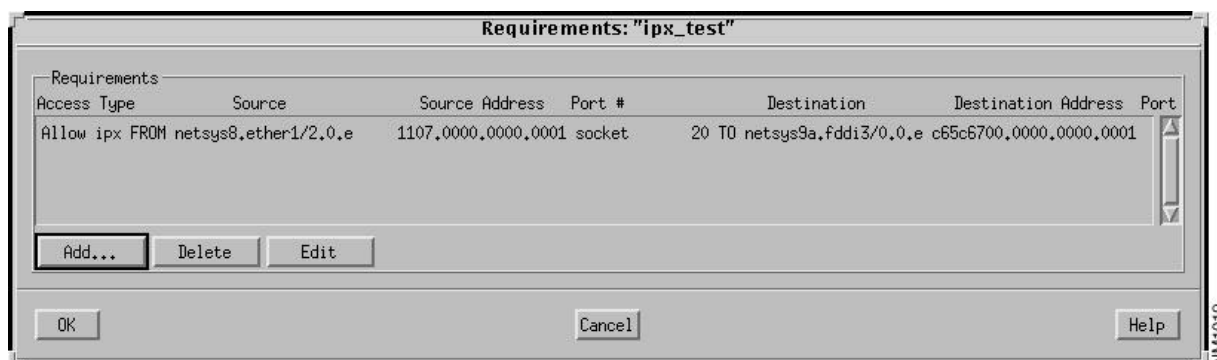 Requirements: "ipx_test"
Requirements
Access Type Source Source Address Port # Destination Destination Address Port
Allow ipx FROM netsys8.ether1/2.0.e 1107.0000.0000.0001 socket 20 TO netsys9a.fddi3/0.0.e c65c6700.0000.0000.0001
Add... Delete Edit
OK Cancel Help